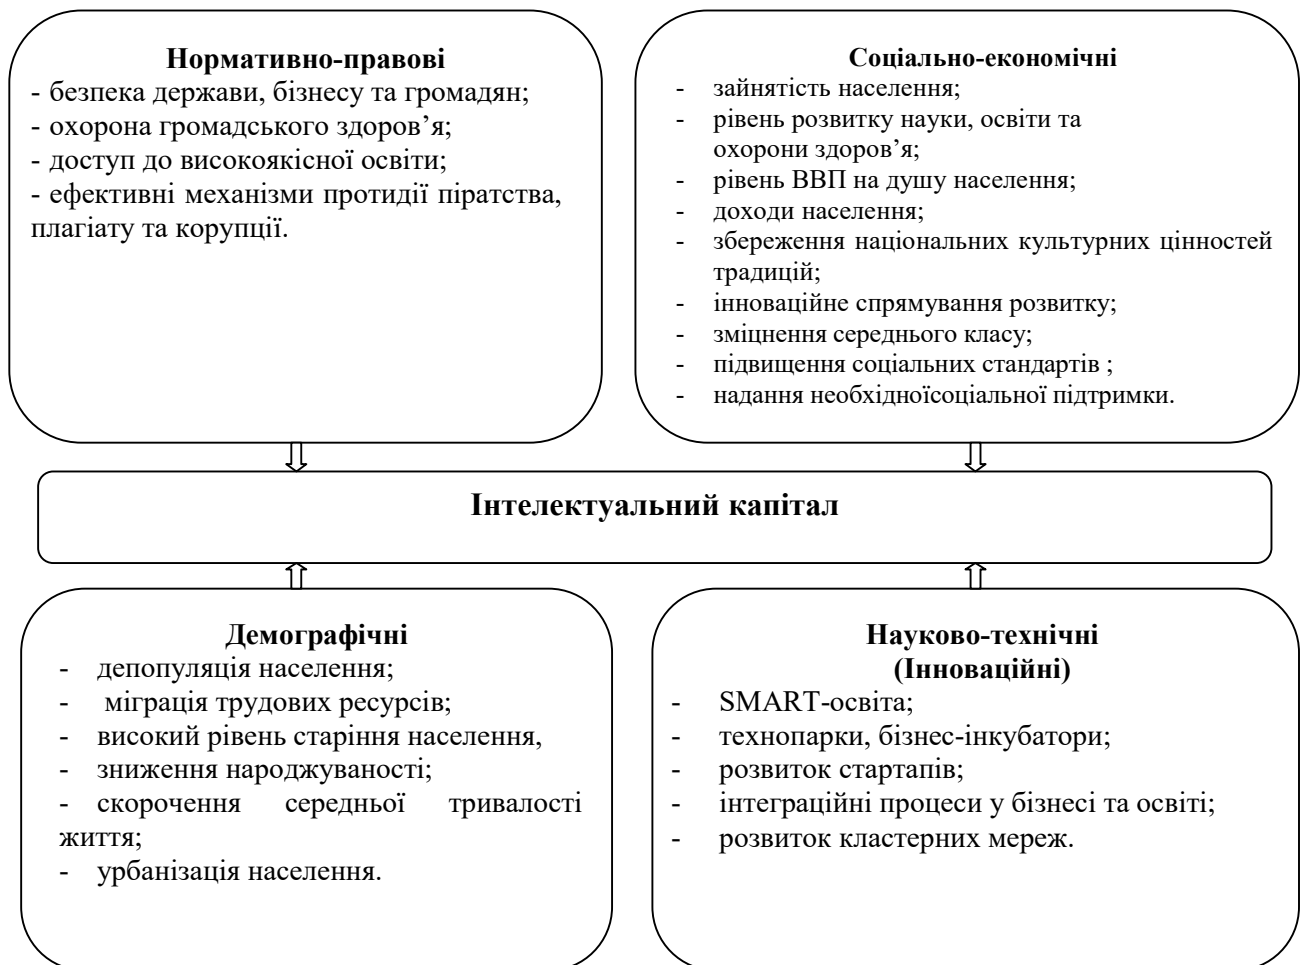 Нормативно-правові
- безпека держави, бізнесу та громадян;
- охорона громадського здоров’я;
- доступ до високоякісної освіти;
- ефективні механізми протидії піратства,
плагіату та корупції.
Соціально-економічні
- зайнятість населення;
- рівень розвитку науки, освіти та
охорони здоров’я;
- рівень ВВП на душу населення;
- доходи населення;
- збереження національних культурних цінностей
традицій;
- інноваційне спрямування розвитку;
- зміцнення середнього класу;
- підвищення соціальних стандартів ;
- надання необхідноїсоціальної підтримки.
Інтелектуальний капітал
Демографічні
- депопуляція населення;
- міграція трудових ресурсів;
- високий рівень старіння населення,
- зниження народжуваності;
- скорочення середньої тривалості
життя;
- урбанізація населення.
Науково-технічні
(Інноваційні)
- SMART-освіта;
- технопарки, бізнес-інкубатори;
- розвиток стартапів;
- інтеграційні процеси у бізнесі та освіті;
- розвиток кластерних мереж.